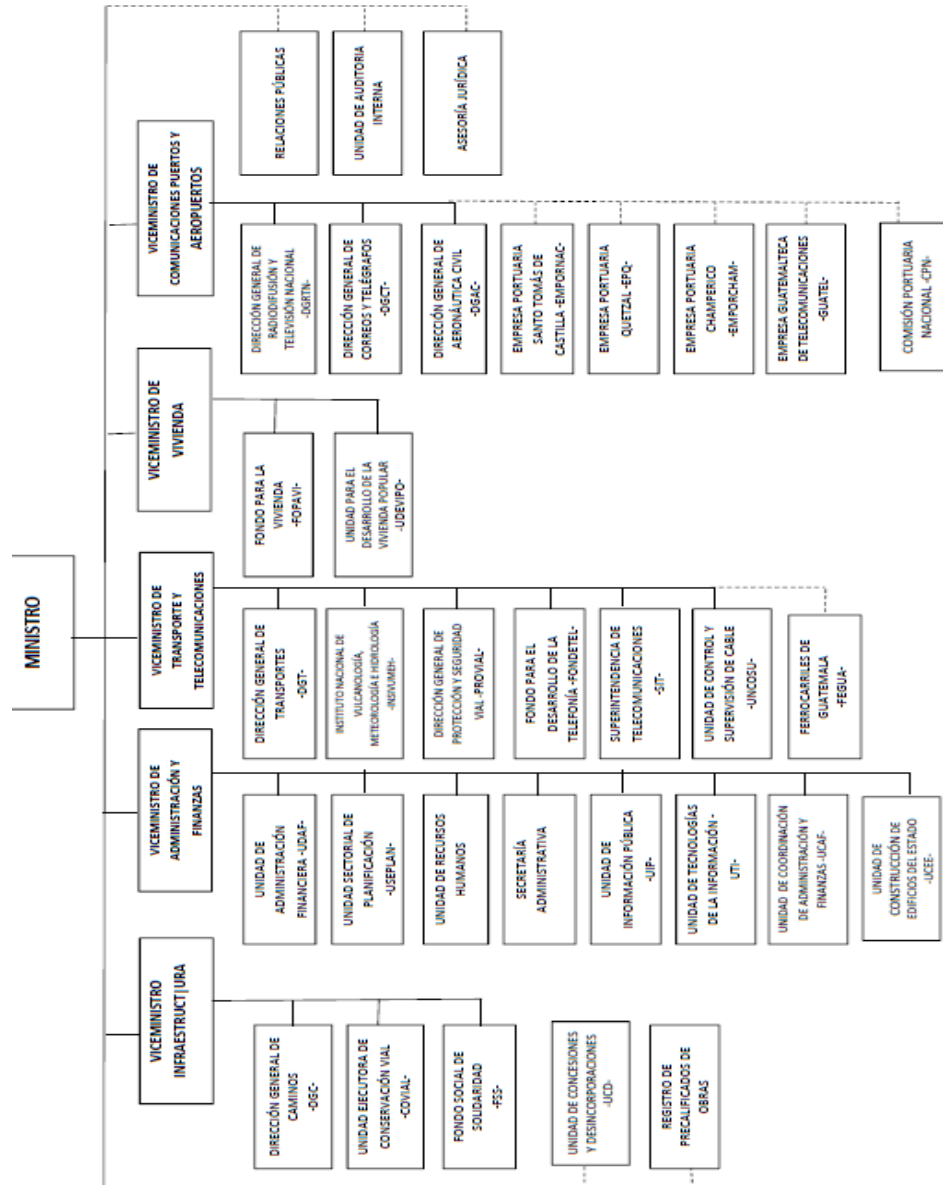 MINISTRO
VICEMINISTRO
INFRAESTRUCT|URA
DIRECCIÓN GENERAL DE
CAMINOS
-DGC-
UNIDAD EJECUTORA DE
CONSERVACIÓN VIAL
-COVIAL-
FONDO SOCIAL DE
SOLIDARIDAD
-FSS-
UNIDAD DE CONCESIONES
Y DESINCORPORACIONES
-UCD-
REGISTRO DE
PRECALIFICADOS DE
OBRAS
VICEMINISTRO DE
ADMINISTRACIÓN Y
FINANZAS
UNIDAD DE
ADMINISTRACIÓN
FINANCIERA -UDAF-
UNIDAD SECTORIAL DE
PLANIFICACIÓN
-USEPLAN-
UNIDAD DE RECURSOS
HUMANOS
SECRETARÍA
ADMINISTRATIVA
UNIDAD DE
INFORMACIÓN PÚBLICA
-UIP-
UNIDAD DE TECNOLOGÍAS
DE LA INFORMACIÓN -
UTI-
UNIDAD DE COORDINACIÓN
DE ADMINISTRACIÓN Y
FINANZAS -UCAF-
UNIDAD DE
CONSTRUCCIÓN DE
EDIFICIOS DEL ESTADO
-UCEE-
VICEMINISTRO DE
TRANSPORTE Y
TELECOMUNICACIONES
DIRECCIÓN GENERAL DE
TRANSPORTES
-DGT-
INSTITUTO NACIONAL DE
VULCANOLOGÍA,
METEOROLOGÍA E HIDROLOGÍA
-INSIVUMEH-
DIRECCIÓN GENERAL DE
PROTECCIÓN Y SEGURIDAD
VIAL -PROVIAL-
FONDO PARA EL
DESARROLLO DE LA
TELEFONÍA -FONDETEL-
SUPERINTENDENCIA DE
TELECOMUNICACIONES
-SIT-
UNIDAD DE CONTROL Y
SUPERVISIÓN DE CABLE
-UNCOSU-
FERROCARRILES DE
GUATEMALA
-FEGUA-
VICEMINISTRO DE
VIVIENDA
FONDO PARA LA
VIVIENDA
-FOPAVI-
UNIDAD PARA EL
DESARROLLO DE LA
VIVIENDA POPULAR
-UDEVIPO-
VICEMINISTRO DE
COMUNICACIONES PUERTOS Y
AEROPUERTOS
DIRECCIÓN GENERAL DE
RADIODIFUSIÓN Y
TELEVISIÓN NACIONAL
-DGRTN-
DIRECCIÓN GENERAL DE
CORREOS Y TELÉGRAFOS
-DGCT-
DIRECCIÓN GENERAL DE
AERONÁUTICA CIVIL
-DGAC-
EMPRESA PORTUARIA
SANTO TOMÁS DE
CASTILLA -EMPORNAC-
EMPRESA PORTUARIA
QUETZAL -EPQ-
EMPRESA PORTUARIA
CHAMPERICO
-EMPORCHAM-
EMPRESA GUATEMALTECA
DE TELECOMUNICACIONES
-GUATEL-
COMISIÓN PORTUARIA
NACIONAL -CPN-
RELACIONES PÚBLICAS
UNIDAD DE AUDITORIA
INTERNA
ASESORÍA JURÍDICA